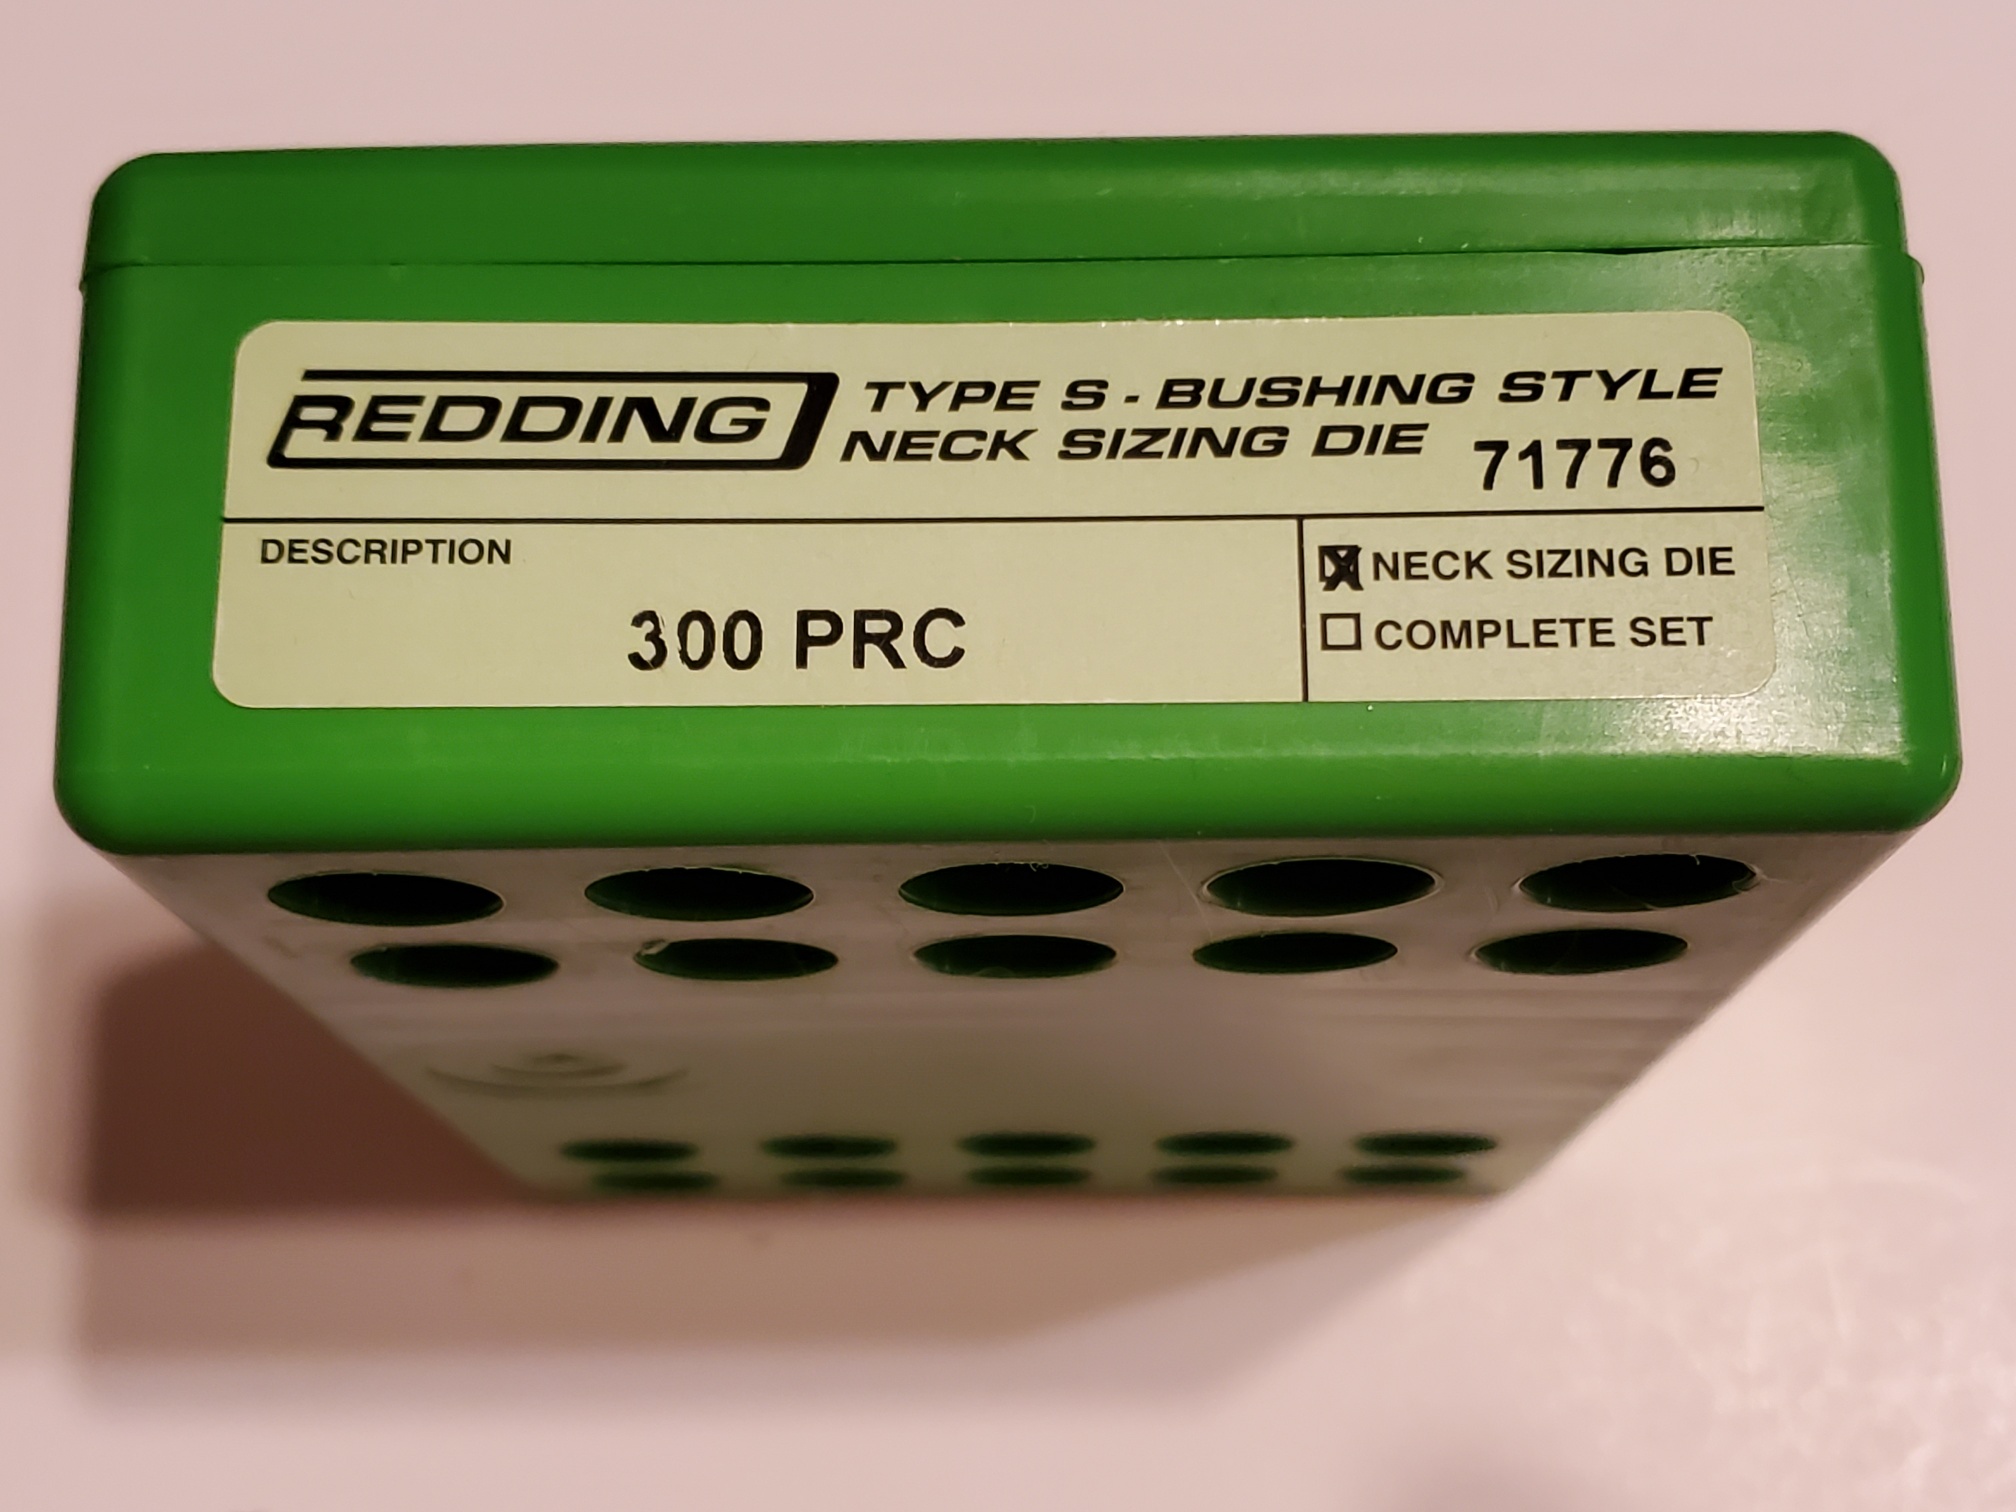 REDDING
TYPE S - BUSHING STYLE
NECK SIZING DIE 71776
DESCRIPTION
300 PRC
NECK SIZING DIE
COMPLETE SET